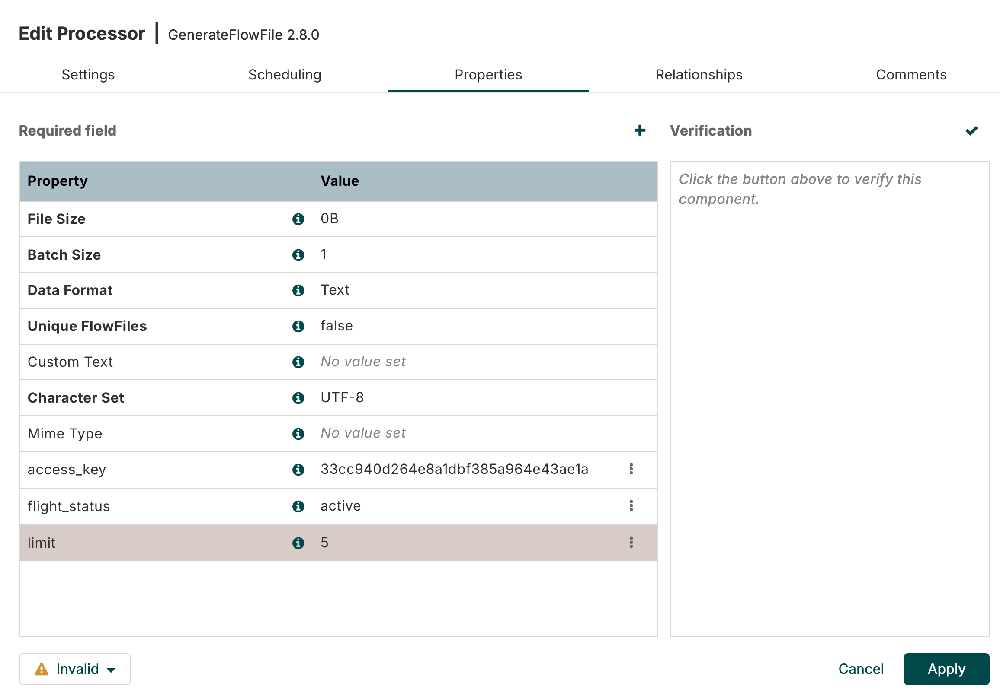 Edit Processor | GenerateFlowFile 2.8.0
Settings Scheduling Properties Relationships Comments
Required field
Verification
Property Value
File Size 0B
Batch Size 1
Data Format Text
Unique FlowFiles false
Custom Text No value set
Character Set UTF-8
Mime Type No value set
access_key 33cc940d264e8a1dbf385a964e43ae1a
flight_status active
limit 5
Click the button above to verify this
component.
Invalid
Cancel Apply